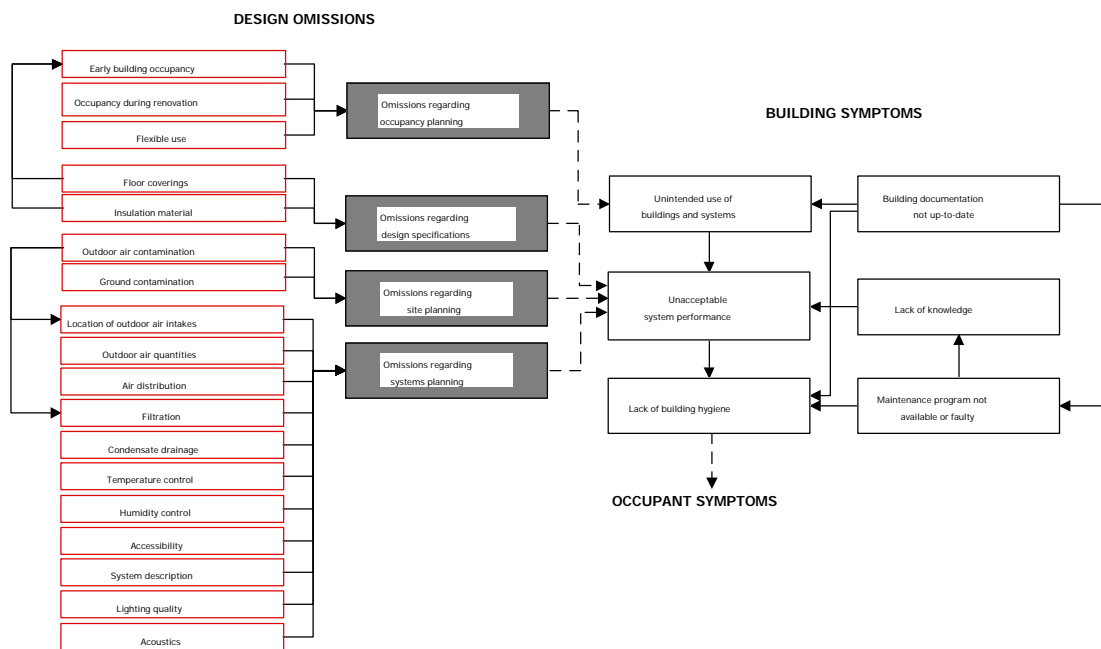 DESIGN OMISSIONS
Early building occupancy
Occupancy during renovation
Flexible use
Floor coverings
Insulation material
Outdoor air contamination
Ground contamination
Location of outdoor air intakes
Outdoor air quantities
Air distribution
Filtration
Condensate drainage
Temperature control
Humidity control
Accessibility
System description
Lighting quality
Acoustics
Omissions regarding
occupancy planning
Omissions regarding
design specifications
Omissions regarding
site planning
Omissions regarding
systems planning
BUILDING SYMPTOMS
Unintended use of
buildings and systems
Unacceptable
system performance
Lack of building hygiene
Building documentation
not up-to-date
Lack of knowledge
Maintenance program not
available or faulty
OCCUPANT SYMPTOMS